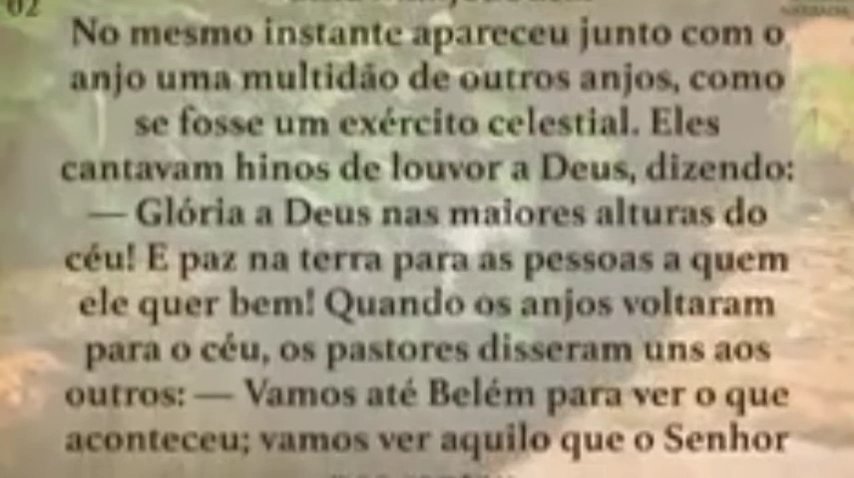 02
No mesmo instante apareceu junto com o
anjo uma multidão de outros anjos, como
se fosse um exército celestial. Eles
cantavam hinos de louvor a Deus, dizendo:
— Glória a Deus nas maiores alturas do
céu! E paz na terra para as pessoas a quem
ele quer bem! Quando os anjos voltaram
para o céu, os pastores disseram uns aos
outros: — Vamos até Belém para ver o que
aconteceu; vamos ver aquilo que o Senhor